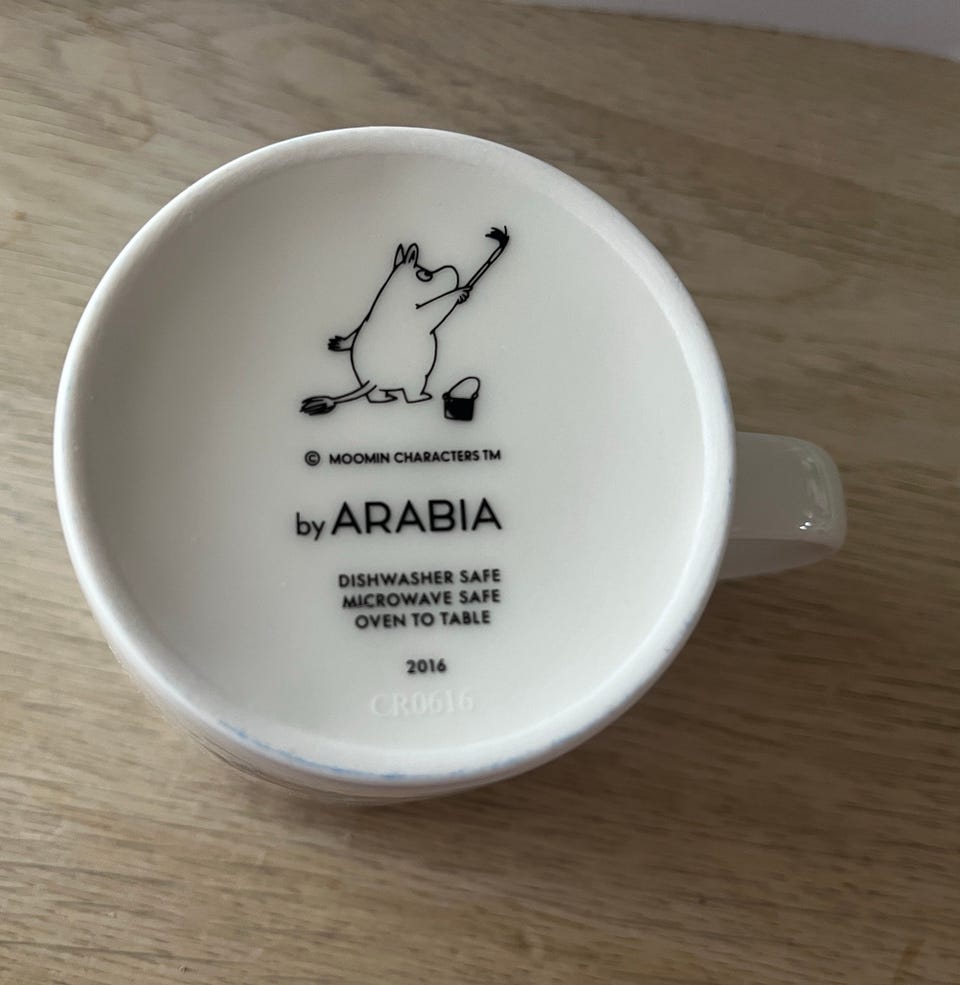 © MOOMIN CHARACTERS TM
by ARABIA
DISHWASHER SAFE
MICROWAVE SAFE
OVEN TO TABLE
2016
CR0616